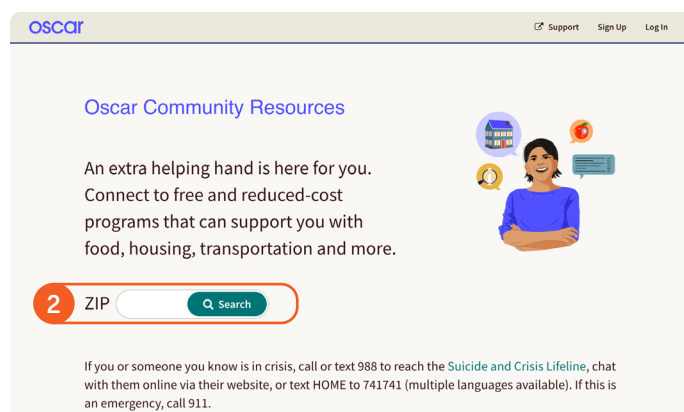 oscar
Support Sign Up Log In
Oscar Community Resources
An extra helping hand is here for you.
Connect to free and reduced-cost
programs that can support you with
food, housing, transportation and more.
2 ZIP Search
If you or someone you know is in crisis, call or text 988 to reach the Suicide and Crisis Lifeline, chat
with them online via their website, or text HOME to 741741 (multiple languages available). If this is
an emergency, call 911.